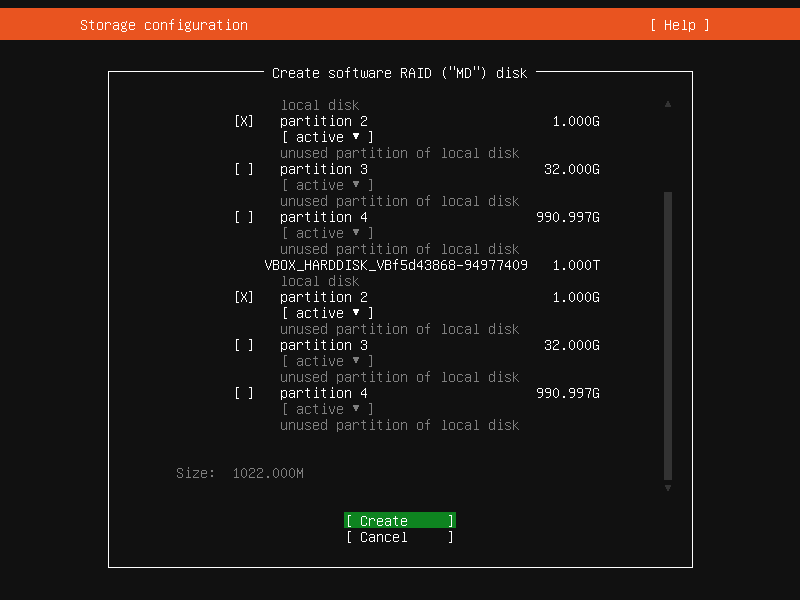 Storage configuration [ Help ]
Create software RAID ("MD") disk
local disk
[X] partition 2 1.000G
[ active ▾ ]
unused partition of local disk
[ ] partition 3 32.000G
[ active ▾ ]
unused partition of local disk
[ ] partition 4 990.997G
[ active ▾ ]
unused partition of local disk
VBOX_HARDDISK_VBf5d43868-94977409 1.000T
local disk
[X] partition 2 1.000G
[ active ▾ ]
unused partition of local disk
[ ] partition 3 32.000G
[ active ▾ ]
unused partition of local disk
[ ] partition 4 990.997G
[ active ▾ ]
unused partition of local disk
Size: 1022.000M
[ Create ]
[ Cancel ]